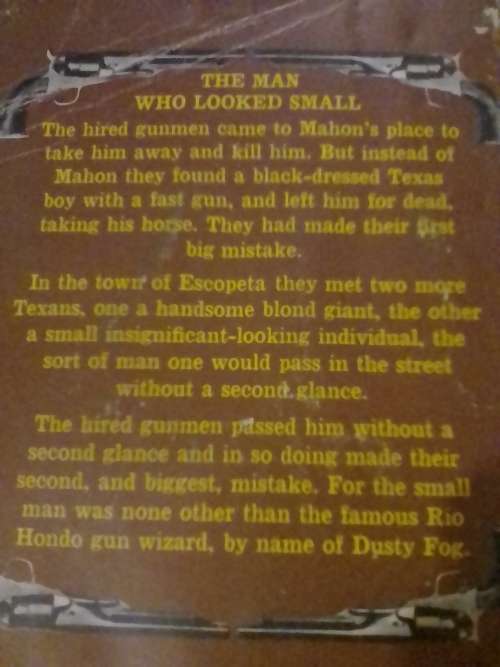 THE MAN
WHO LOOKED SMALL
The hired gunmen came to Mahon's place to
take him away and kill him. But instead of
Mahon they found a black-dressed Texas
boy with a fast gun, and left him for dead,
taking his horse. They had made their first
big mistake.
In the town of Escopeta they met two more
Texans, one a handsome blond giant, the other
a small insignificant-looking individual, the
sort of man one would pass in the street
without a second glance.
The hired gunmen passed him without a
second glance and in so doing made their
second, and biggest, mistake. For the small
man was none other than the famous Rio
Hondo gun wizard, by name of Dusty Fog.